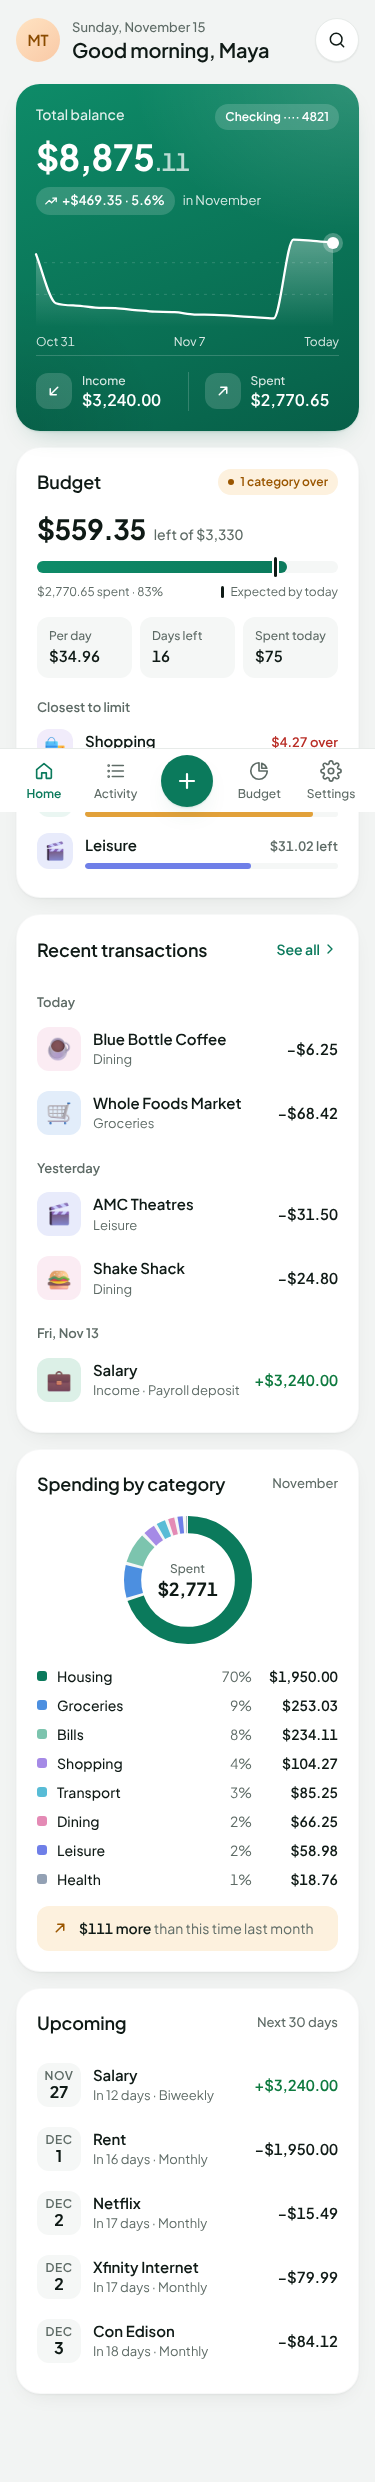 MT
Sunday, November 15
Good morning, Maya
Total balance
Checking ···· 4821
$8,875.11
+$469.35 · 5.6% in November
Oct 31 Nov 7 Today
Income
$3,240.00
Spent
$2,770.65
Budget
1 category over
$559.35 left of $3,330
$2,770.65 spent · 83% Expected by today
Per day
$34.96
Days left
16
Spent today
$75
Closest to limit
Shopping $4.27 over
Home Activity Budget Settings
Leisure $31.02 left
Recent transactions See all
Today
Blue Bottle Coffee
Dining
−$6.25
Whole Foods Market
Groceries
−$68.42
Yesterday
AMC Theatres
Leisure
−$31.50
Shake Shack
Dining
−$24.80
Fri, Nov 13
Salary
Income · Payroll deposit
+$3,240.00
Spending by category November
Spent
$2,771
Housing 70% $1,950.00
Groceries 9% $253.03
Bills 8% $234.11
Shopping 4% $104.27
Transport 3% $85.25
Dining 2% $66.25
Leisure 2% $58.98
Health 1% $18.76
$111 more than this time last month
Upcoming Next 30 days
NOV
27
Salary
In 12 days · Biweekly
+$3,240.00
DEC
1
Rent
In 16 days · Monthly
−$1,950.00
DEC
2
Netflix
In 17 days · Monthly
−$15.49
DEC
2
Xfinity Internet
In 17 days · Monthly
−$79.99
DEC
3
Con Edison
In 18 days · Monthly
−$84.12